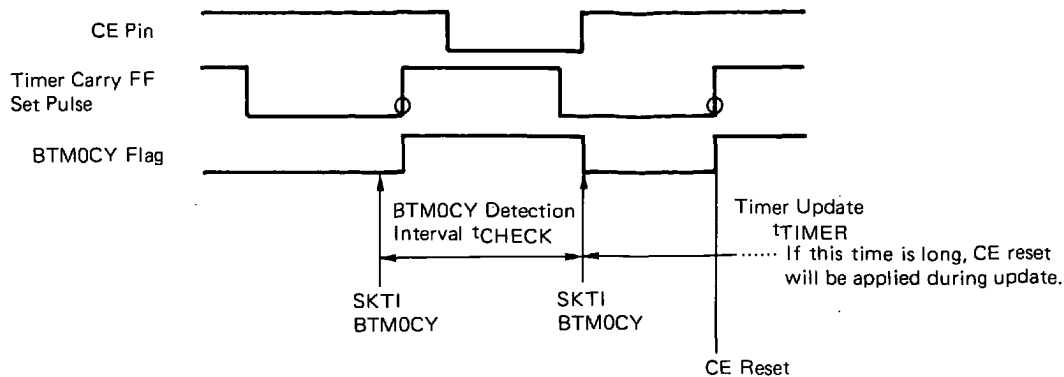 CE Pin
Timer Carry FF
Set Pulse
BTM0CY Flag
BTM0CY Detection
Interval tCHECK
Timer Update
tTIMER
...... If this time is long, CE reset
will be applied during update.
SKTI
BTM0CY
SKTI
BTM0CY
CE Reset